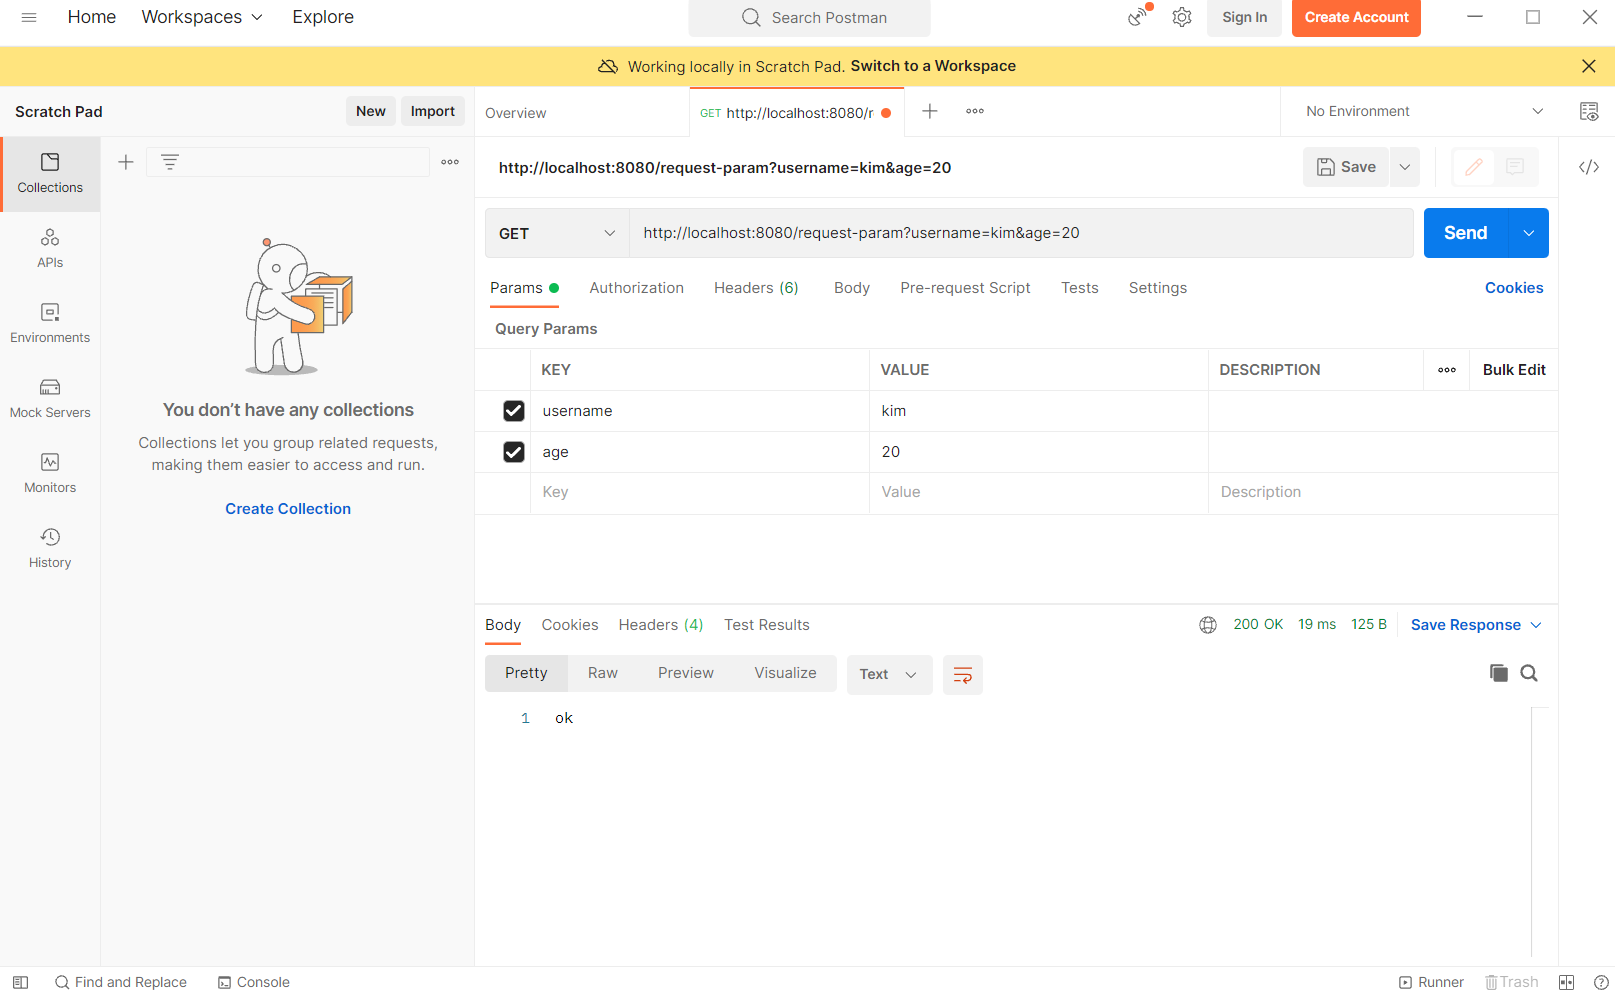 Home Workspaces Explore Search Postman Sign In Create Account
Working locally in Scratch Pad. Switch to a Workspace
Scratch Pad New Import Overview GET http://localhost:8080/r No Environment
http://localhost:8080/request-param?username=kim&age=20 Save
Collections
GET http://localhost:8080/request-param?username=kim&age=20 Send
APIs
Params Authorization Headers (6) Body Pre-request Script Tests Settings Cookies
Query Params
Environments
KEY VALUE DESCRIPTION Bulk Edit
Mock Servers
You don’t have any collections
username kim
Collections let you group related requests,
making them easier to access and run.
age 20
Monitors
Key Value Description
Create Collection
History
Body Cookies Headers (4) Test Results 200 OK 19 ms 125 B Save Response
Pretty Raw Preview Visualize Text
1 ok
Find and Replace Console Runner Trash